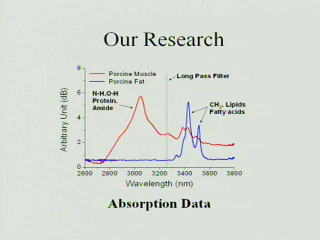 Our Research
8
6
4
2
0
Arbitrary Unit (dB)
Porcine Muscle
Porcine Fat
Long Pass Filter
N-H,O-H
Protein,
Amide
CH2, Lipids
Fatty acids
2600 2800 3000 3200 3400 3600 3800
Wavelength (nm)
Absorption Data